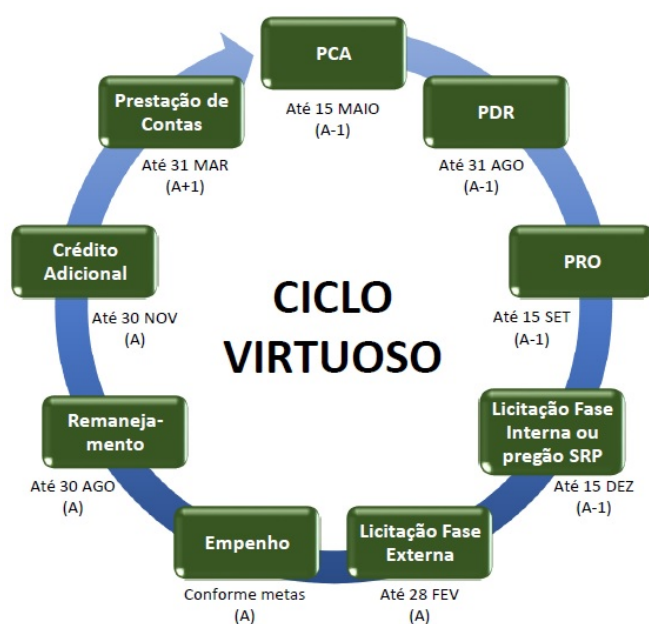 PCA
Até 15 MAIO
(A-1)
PDR
Até 31 AGO
(A-1)
PRO
Até 15 SET
(A-1)
Licitação Fase
Interna ou
pregão SRP
Até 15 DEZ
(A-1)
Licitação Fase
Externa
Até 28 FEV
(A)
Empenho
Conforme metas
(A)
Remaneja-
mento
Até 30 AGO
(A)
Crédito
Adicional
Até 30 NOV
(A)
Prestação de
Contas
Até 31 MAR
(A+1)
CICLO
VIRTUOSO